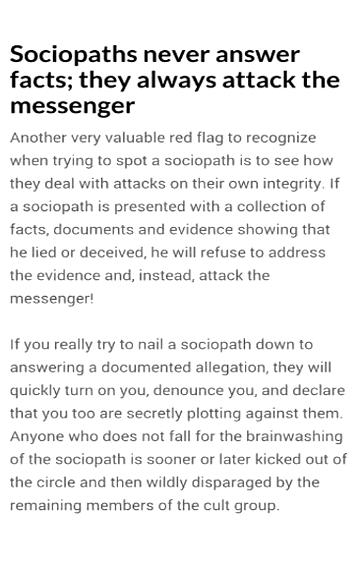 Sociopaths never answer
facts; they always attack the
messenger
Another very valuable red flag to recognize
when trying to spot a sociopath is to see how
they deal with attacks on their own integrity. If
a sociopath is presented with a collection of
facts, documents and evidence showing that
he lied or deceived, he will refuse to address
the evidence and, instead, attack the
messenger!
If you really try to nail a sociopath down to
answering a documented allegation, they will
quickly turn on you, denounce you, and declare
that you too are secretly plotting against them.
Anyone who does not fall for the brainwashing
of the sociopath is sooner or later kicked out of
the circle and then wildly disparaged by the
remaining members of the cult group.